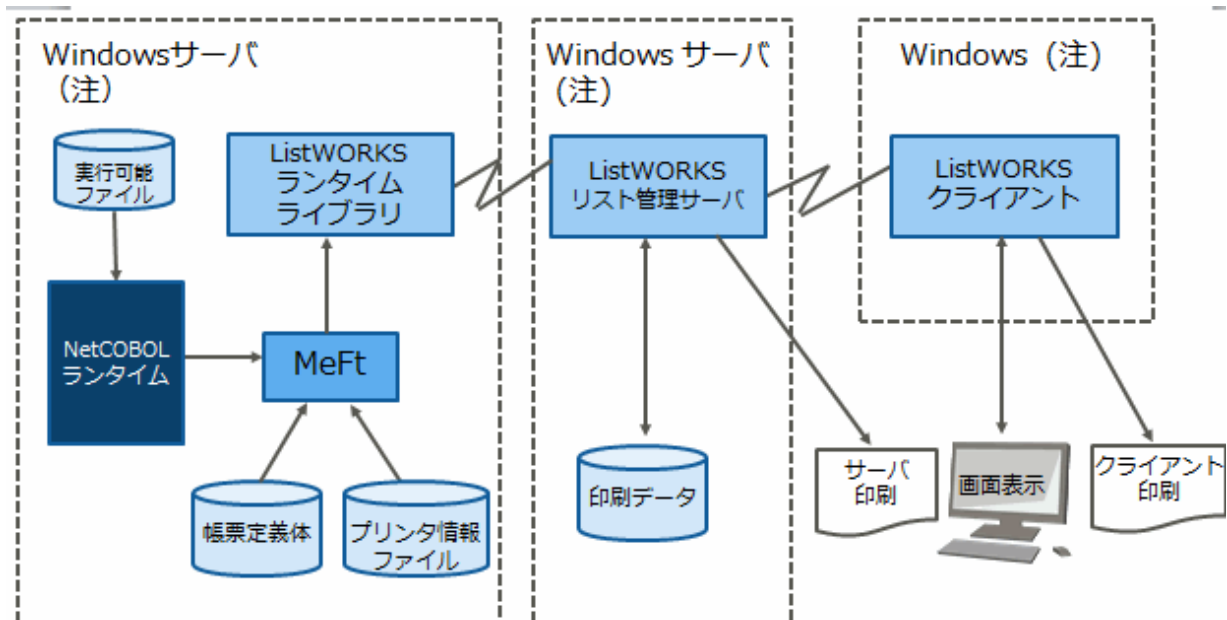 Windowsサーバ
（注）
実行可能
ファイル
ListWORKS
ランタイム
ライブラリ
NetCOBOL
ランタイム
MeFt
帳票定義体
プリンタ情報
ファイル
Windows サーバ
(注)
ListWORKS
リスト管理サーバ
印刷データ
Windows (注)
ListWORKS
クライアント
サーバ
印刷
画面表示
クライアント
印刷